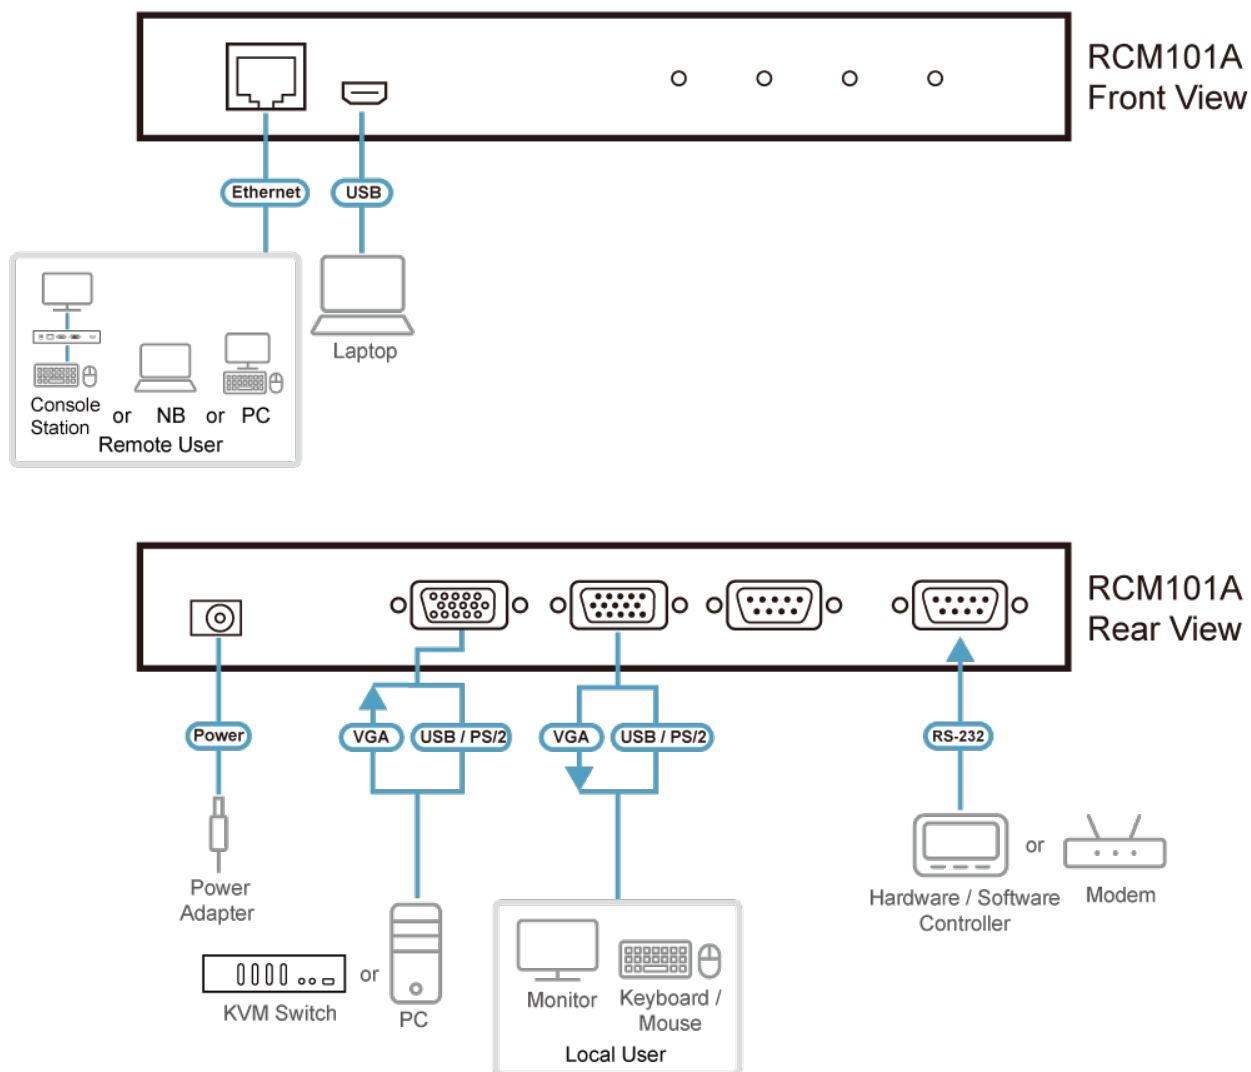 RCM101A
Front View
Ethernet
USB
Laptop
Console
Station
or
NB
or
PC
Remote User
RCM101A
Rear View
Power
VGA
USB / PS/2
VGA
USB / PS/2
RS-232
Power
Adapter
KVM Switch
or
PC
Monitor
Keyboard /
Mouse
Local User
Hardware / Software
Controller
or
Modem